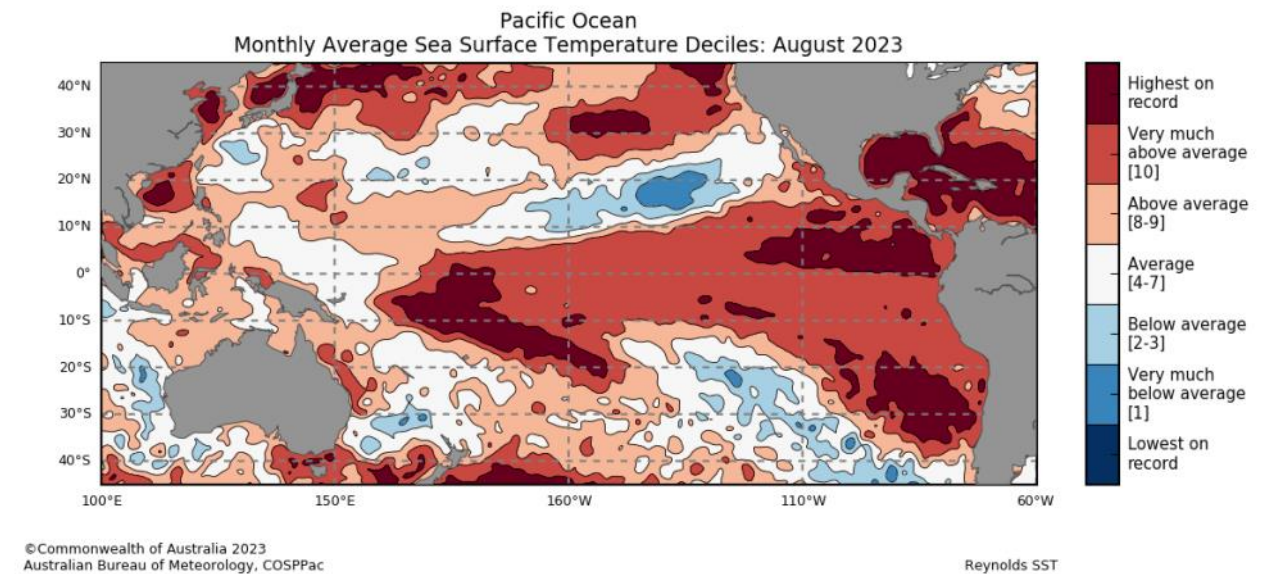 Pacific Ocean
Monthly Average Sea Surface Temperature Deciles: August 2023
40°N
30°N
20°N
10°N
0°
10°S
20°S
30°S
40°S
100°E
150°E
160°W
110°W
60°W
Highest on
record
Very much
above average
[10]
Above average
[8-9]
Average
[4-7]
Below average
[2-3]
Very much
below average
[1]
Lowest on
record
©Commonwealth of Australia 2023
Australian Bureau of Meteorology, COSPPac
Reynolds SST